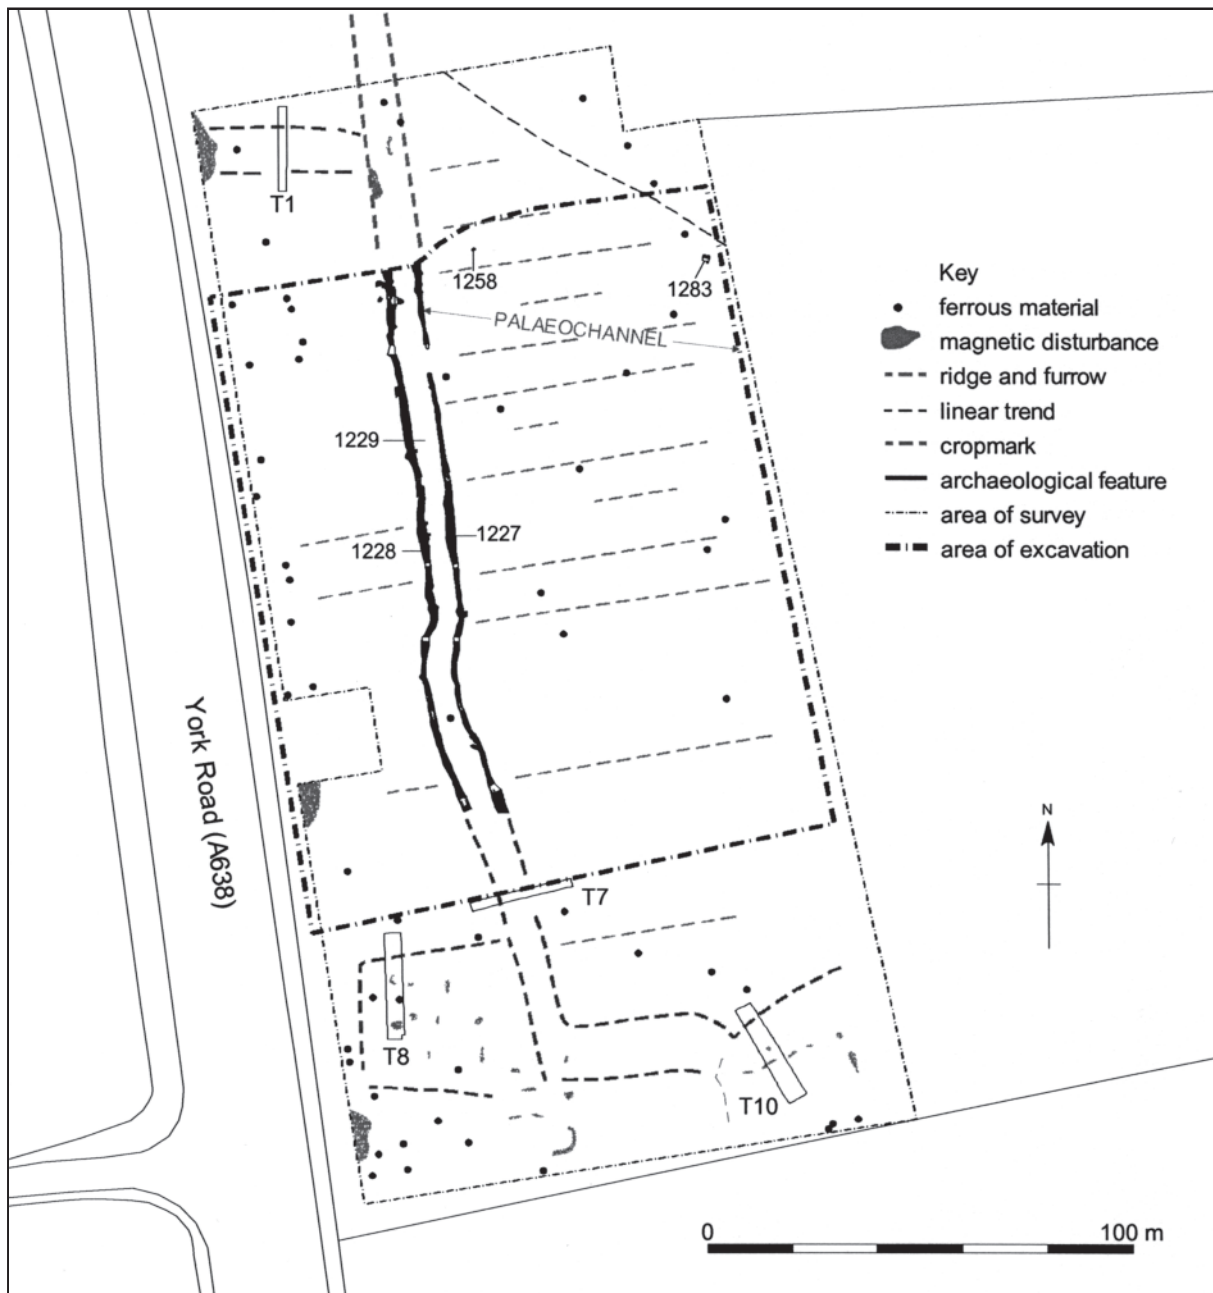 T1
1258
1283
PALAEOCHANNEL
1229
1228
1227
York Road (A638)
T7
T8
T10
Key
ferrous material
magnetic disturbance
ridge and furrow
linear trend
cropmark
archaeological feature
area of survey
area of excavation
N
0
100 m